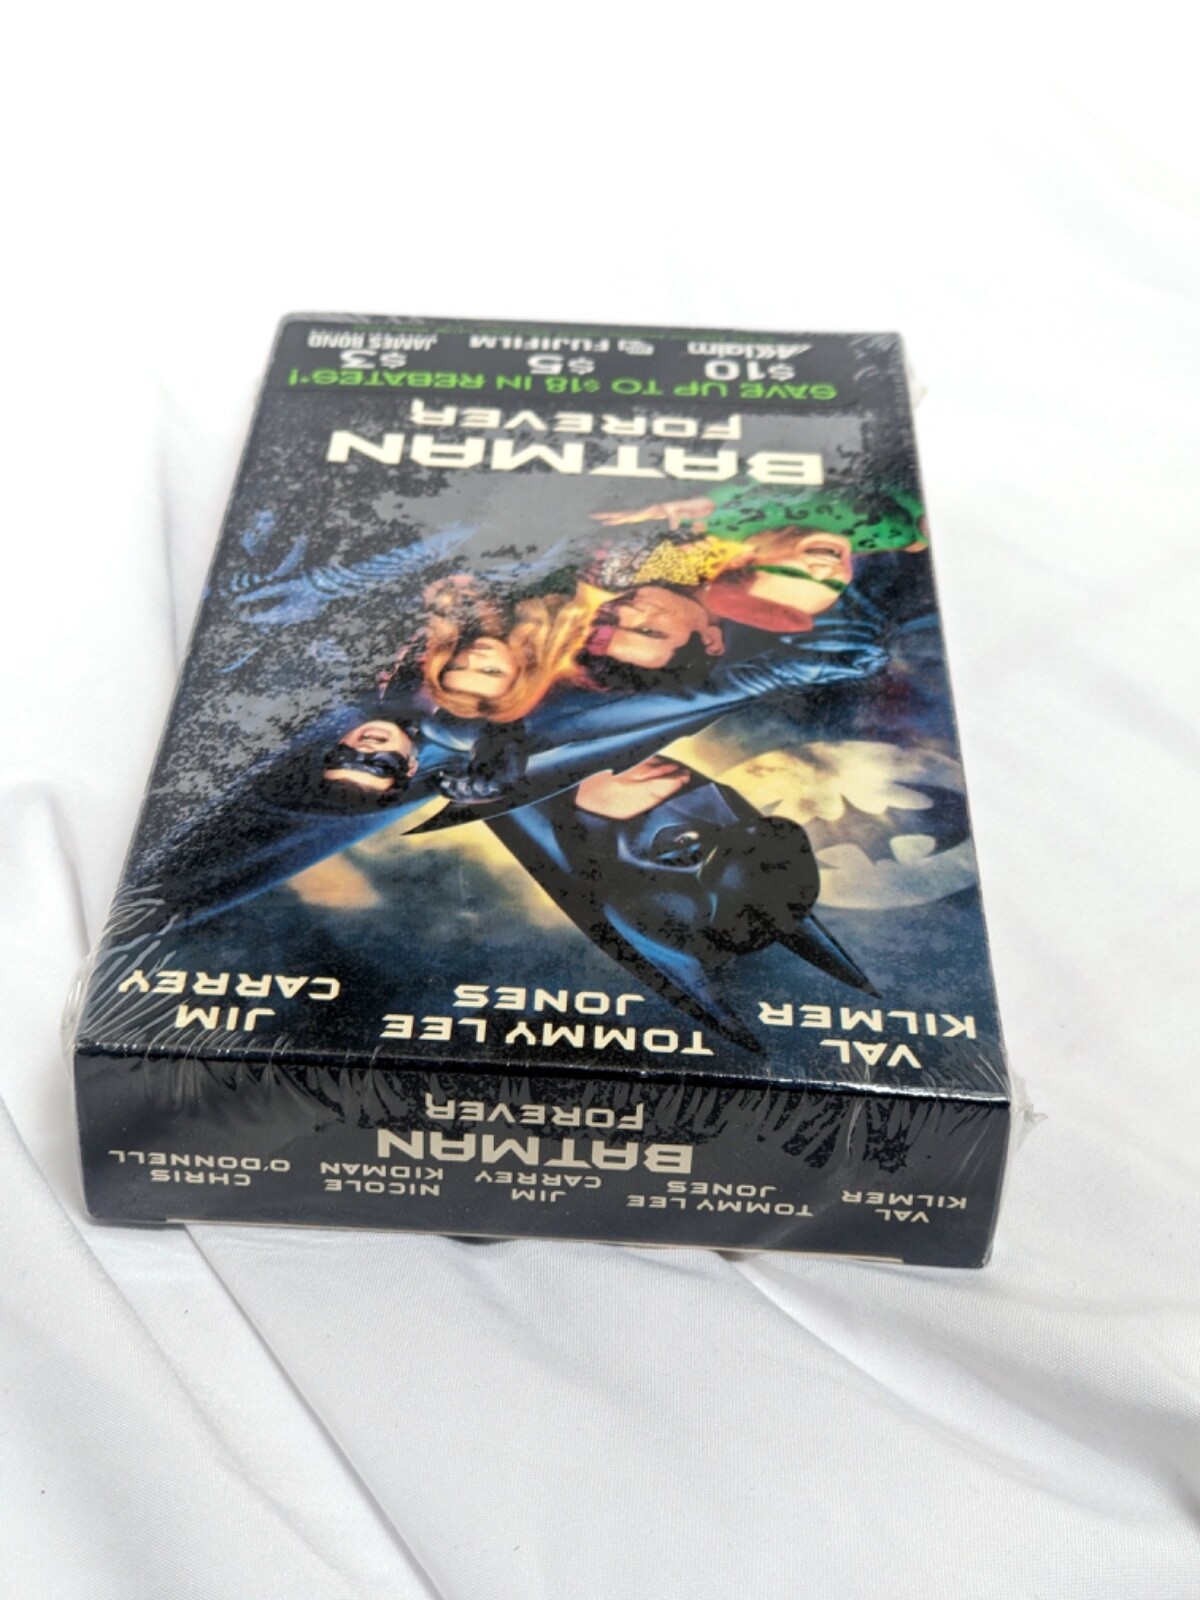 VAL KILMER
TOMMY LEE JONES
JIM CARREY
BATMAN
FOREVER
SAVE UP TO $18 IN REBATES*!
$10 $5 $3
AKklaim FUJIFILM JAMES BOND
VAL KILMER
TOMMY LEE JONES
JIM CARREY
NICOLE KIDMAN
CHRIS O'DONNELL
BATMAN
FOREVER